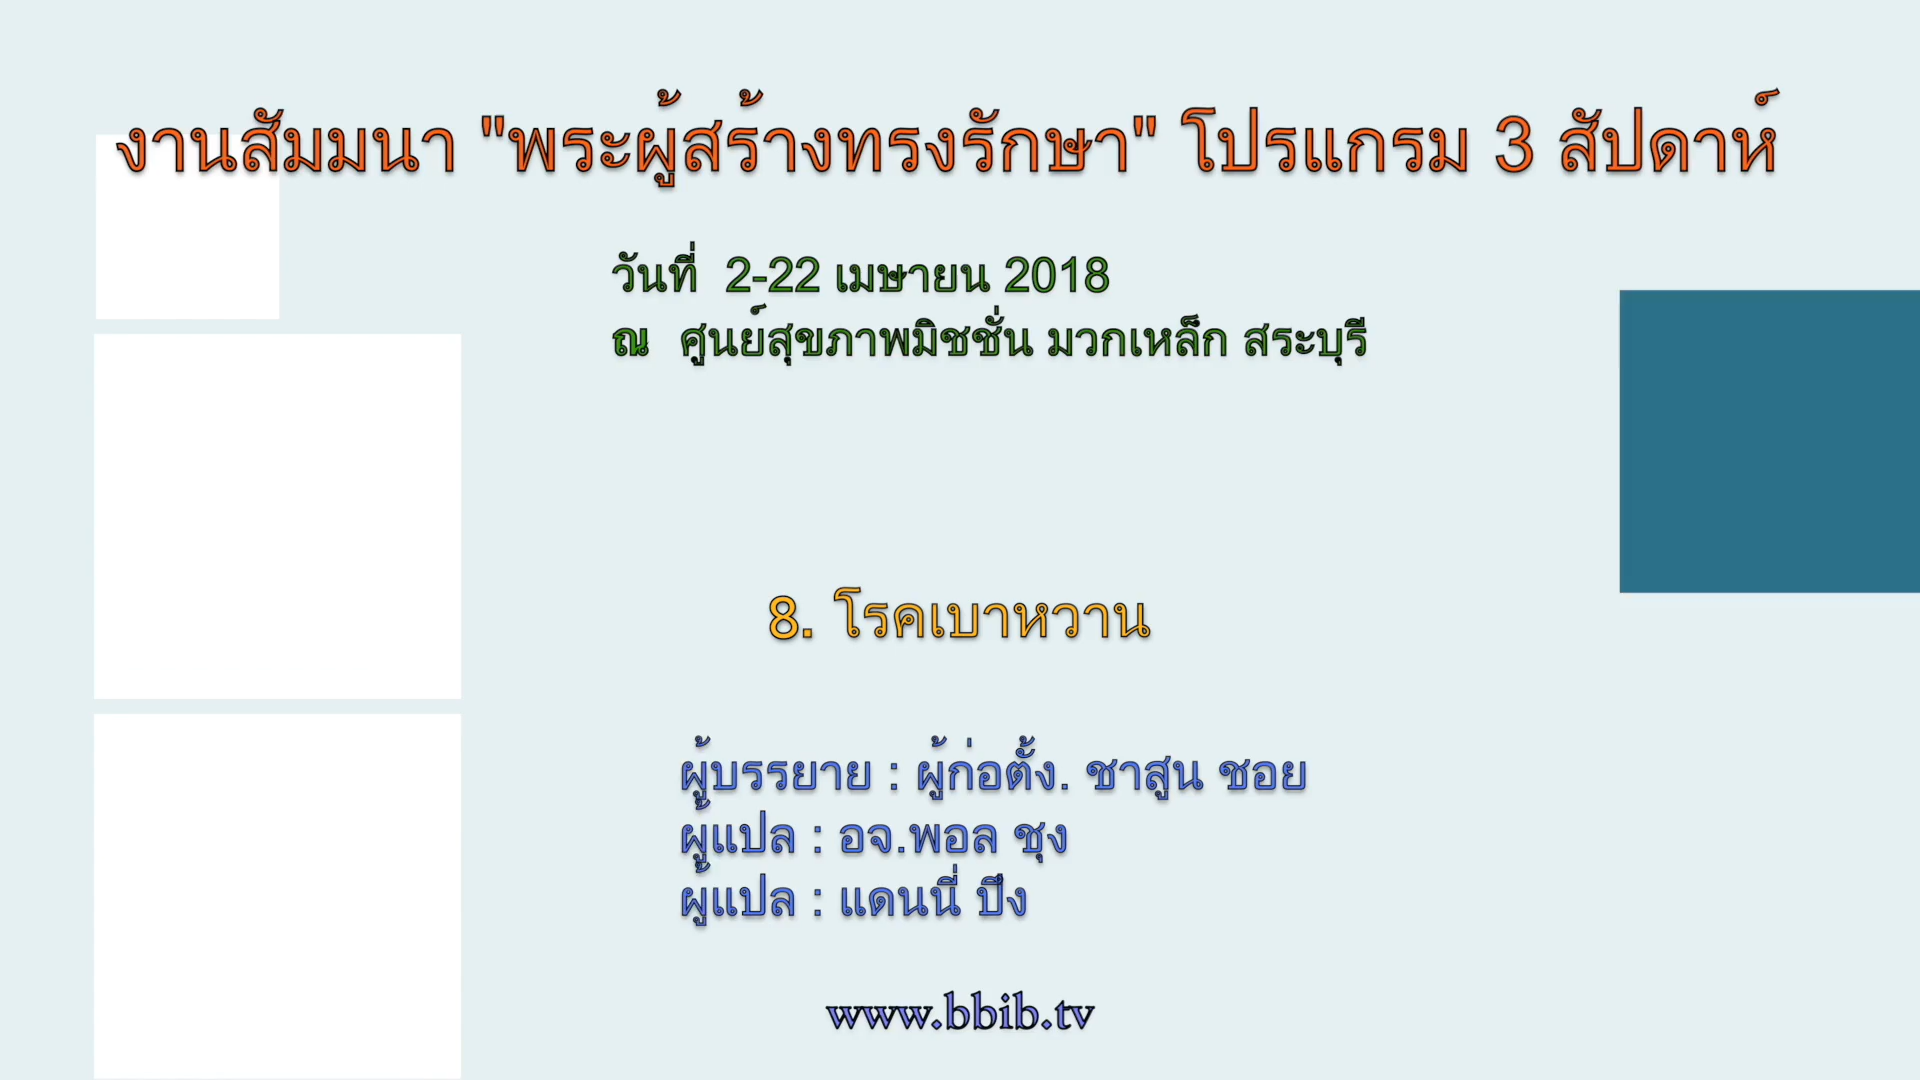 งานสัมมนา "พระผู้สร้างทรงรักษา" โปรแกรม 3 สัปดาห์
วันที่ 2-22 เมษายน 2018
ณ ศูนย์สุขภาพมิชชั่น มวกเหล็ก สระบุรี
8. โรคเบาหวาน
ผู้บรรยาย : ผู้ก่อตั้ง. ชาสูน ชอย
ผู้แปล : อจ.พอล ชุง
ผู้แปล : แดนนี่ ปึง
www.bbib.tv